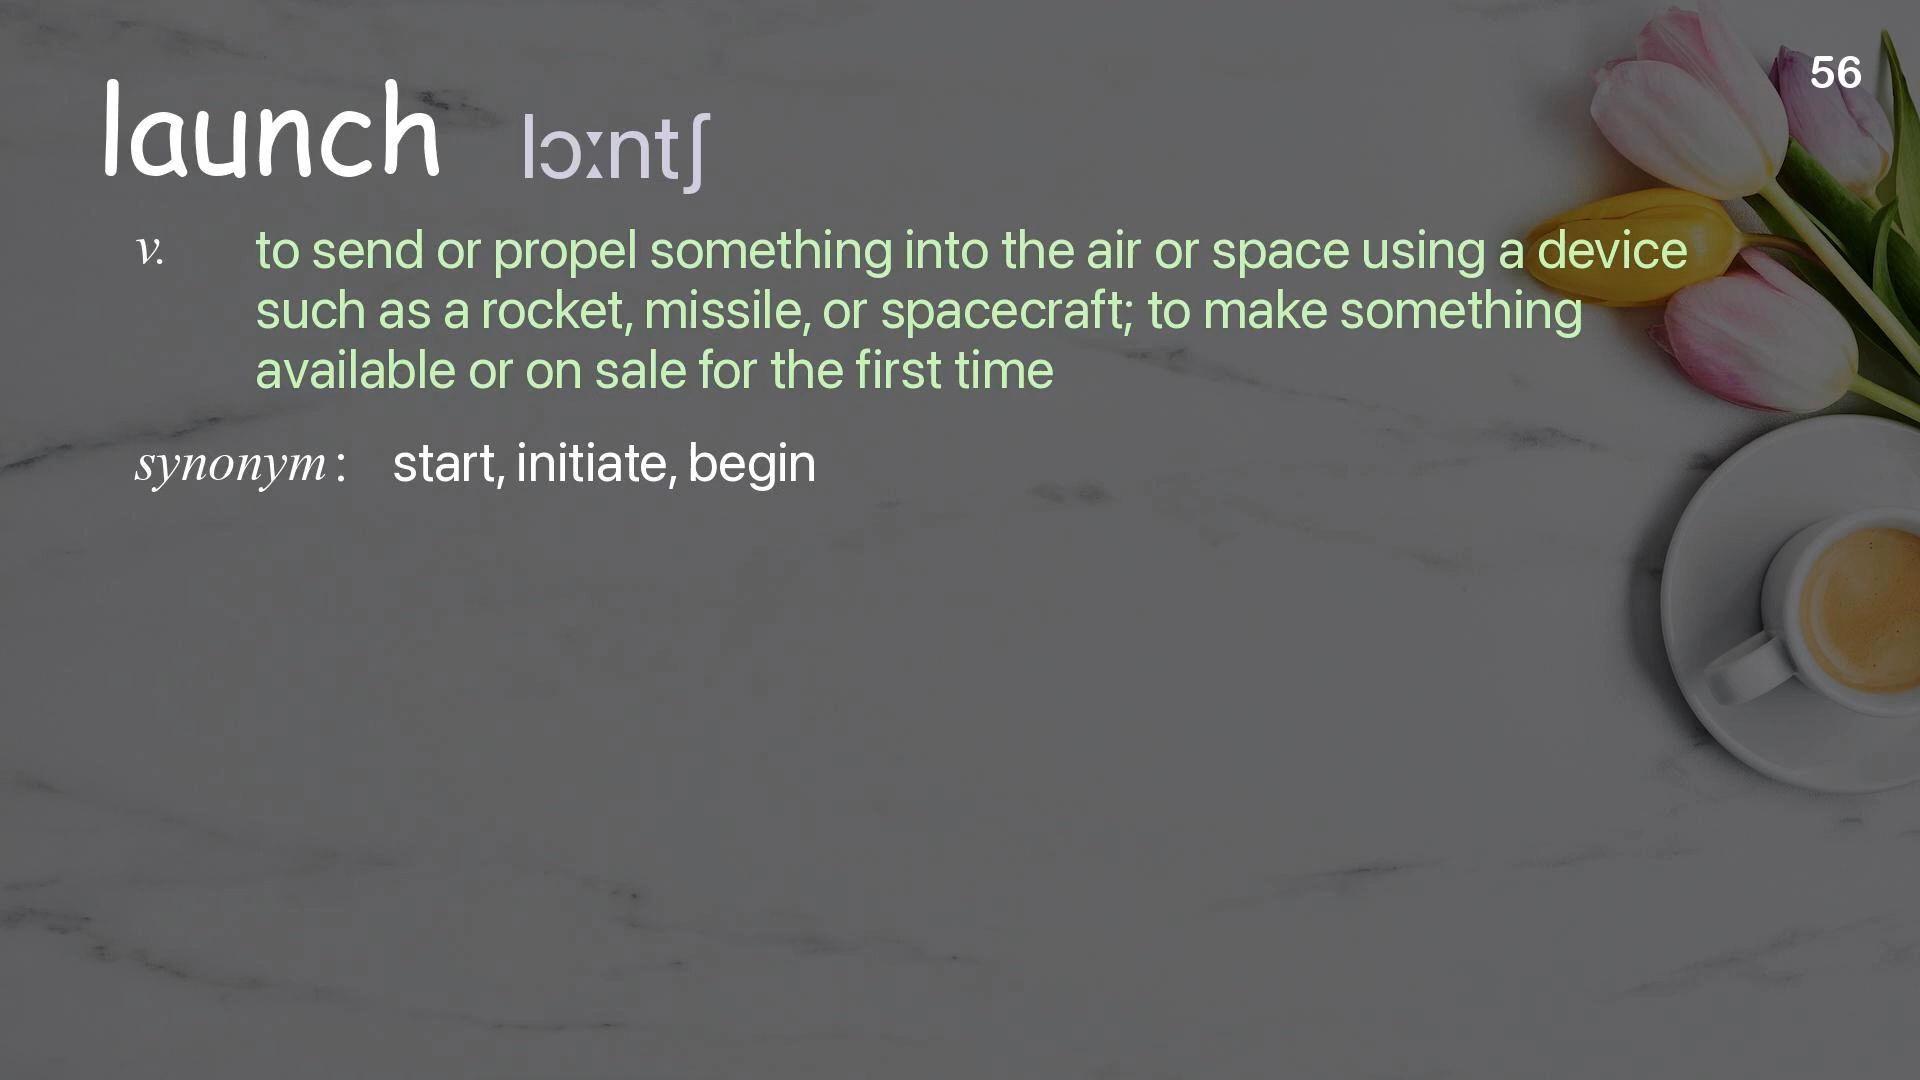 56
launch lɔːntʃ
v. to send or propel something into the air or space using a device
such as a rocket, missile, or spacecraft; to make something
available or on sale for the first time
synonym : start, initiate, begin